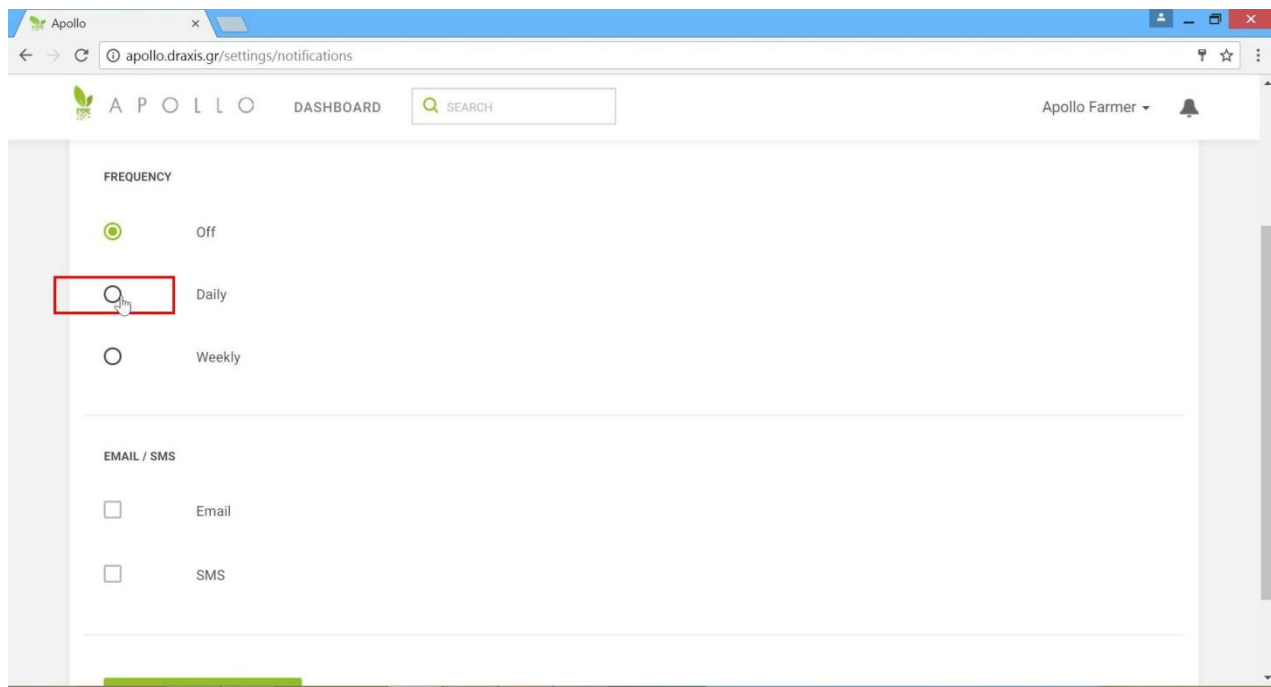 Apollo
apollo.draxis.gr/settings/notifications
APOLLO DASHBOARD SEARCH Apollo Farmer
FREQUENCY
Off
Daily
Weekly
EMAIL / SMS
Email
SMS